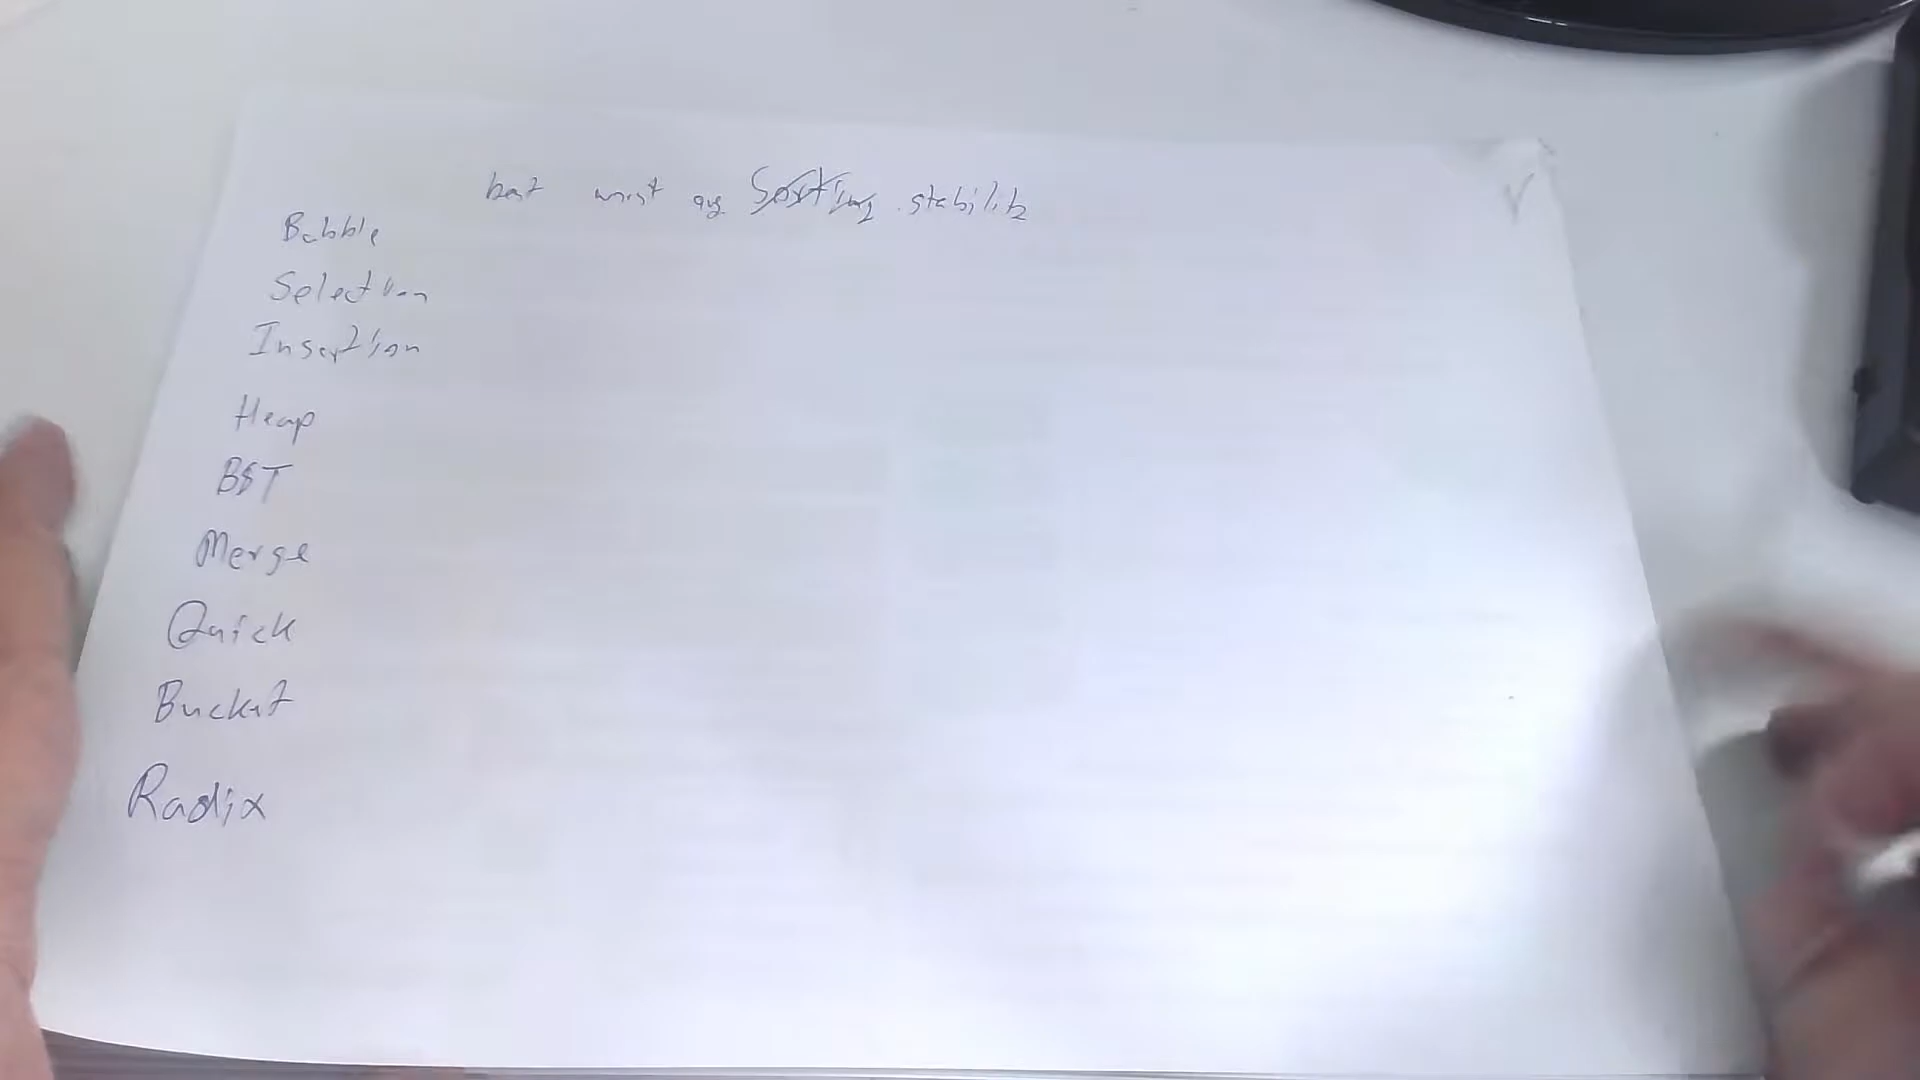 best worst avg Sorting stability
Bubble
Selection
Insertion
Heap
BST
Merge
Quick
Bucket
Radix